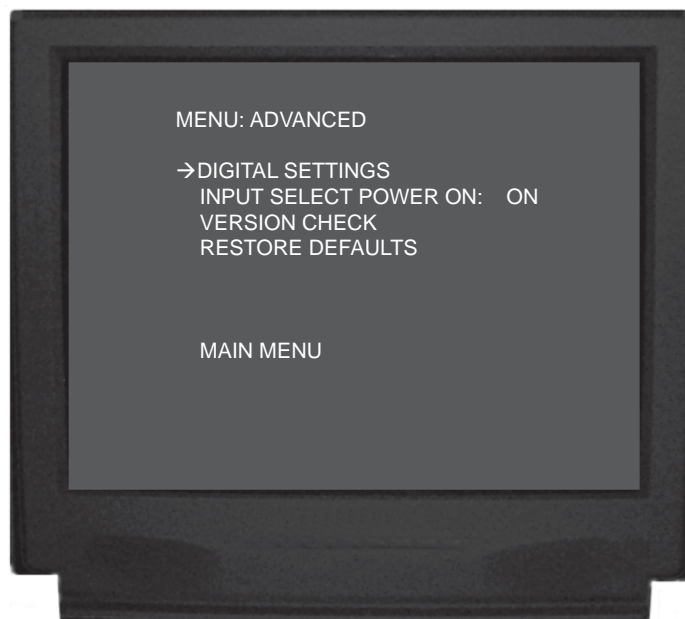 MENU: ADVANCED
→DIGITAL SETTINGS
INPUT SELECT POWER ON: ON
VERSION CHECK
RESTORE DEFAULTS
MAIN MENU